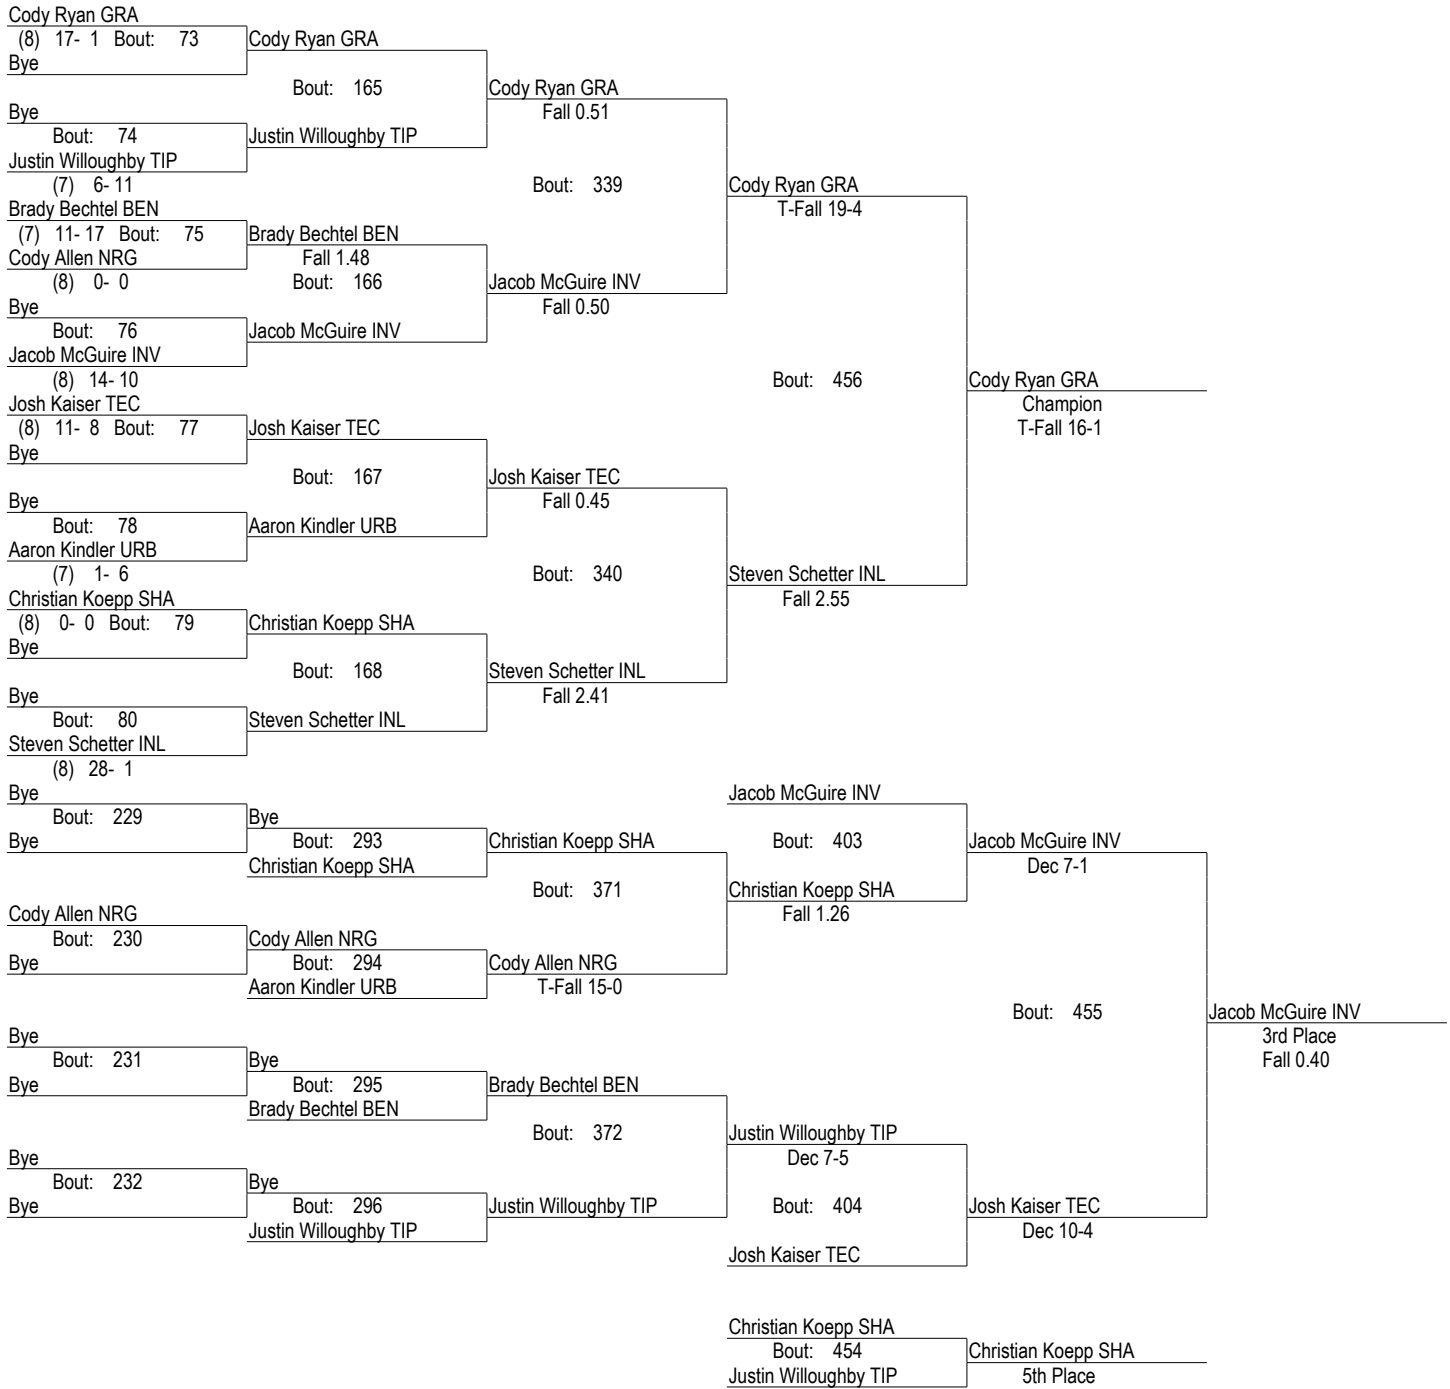 Cody Ryan GRA
(8) 17- 1 Bout: 73 Cody Ryan GRA
Bye
Bout: 165 Cody Ryan GRA
Bye Fall 0.51
Bout: 74 Justin Willoughby TIP
Justin Willoughby TIP
(7) 6- 11 Bout: 339 Cody Ryan GRA
Brady Bechtel BEN T-Fall 19-4
(7) 11- 17 Bout: 75 Brady Bechtel BEN
Cody Allen NRG Fall 1.48
(8) 0- 0 Bout: 166 Jacob McGuire INV
Bye Fall 0.50
Bout: 76 Jacob McGuire INV
Jacob McGuire INV
(8) 14- 10 Bout: 456 Cody Ryan GRA
Josh Kaiser TEC Champion
(8) 11- 8 Bout: 77 Josh Kaiser TEC T-Fall 16-1
Bye
Bout: 167 Josh Kaiser TEC
Bye Fall 0.45
Bout: 78 Aaron Kindler URB
Aaron Kindler URB
(7) 1- 6 Bout: 340 Steven Schetter INL
Christian Koepp SHA Fall 2.55
(8) 0- 0 Bout: 79 Christian Koepp SHA
Bye
Bout: 168 Steven Schetter INL
Bye Fall 2.41
Bout: 80 Steven Schetter INL
Steven Schetter INL
(8) 28- 1
Bye Jacob McGuire INV
Bout: 229 Bye
Bye Bout: 293 Christian Koepp SHA Bout: 403 Jacob McGuire INV
Christian Koepp SHA Dec 7-1
Bout: 371 Christian Koepp SHA
Cody Allen NRG Fall 1.26
Bout: 230 Cody Allen NRG
Bye Bout: 294 Cody Allen NRG
Aaron Kindler URB T-Fall 15-0
Bout: 455 Jacob McGuire INV
Bye 3rd Place
Bout: 231 Bye Fall 0.40
Bye Bout: 295 Brady Bechtel BEN
Brady Bechtel BEN
Bout: 372 Justin Willoughby TIP
Bye Dec 7-5
Bout: 232 Bye
Bye Bout: 296 Justin Willoughby TIP Bout: 404 Josh Kaiser TEC
Justin Willoughby TIP Dec 10-4
Josh Kaiser TEC
Christian Koepp SHA
Bout: 454 Christian Koepp SHA
Justin Willoughby TIP 5th Place